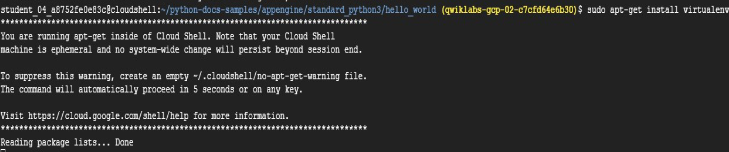 student_04_a8752fe0e83c@cloudshell:~/python-docs-samples/appengine/standard_python3/hello_world (qwiklabs-gcp-02-c7cfd64e6b30)$ sudo apt-get install virtualenv
********************************************************************************
You are running apt-get inside of Cloud Shell. Note that your Cloud Shell
machine is ephemeral and no system-wide change will persist beyond session end.
To suppress this warning, create an empty ~/.cloudshell/no-apt-get-warning file.
The command will automatically proceed in 5 seconds or on any key.
Visit https://cloud.google.com/shell/help for more information.
********************************************************************************
Reading package lists... Done